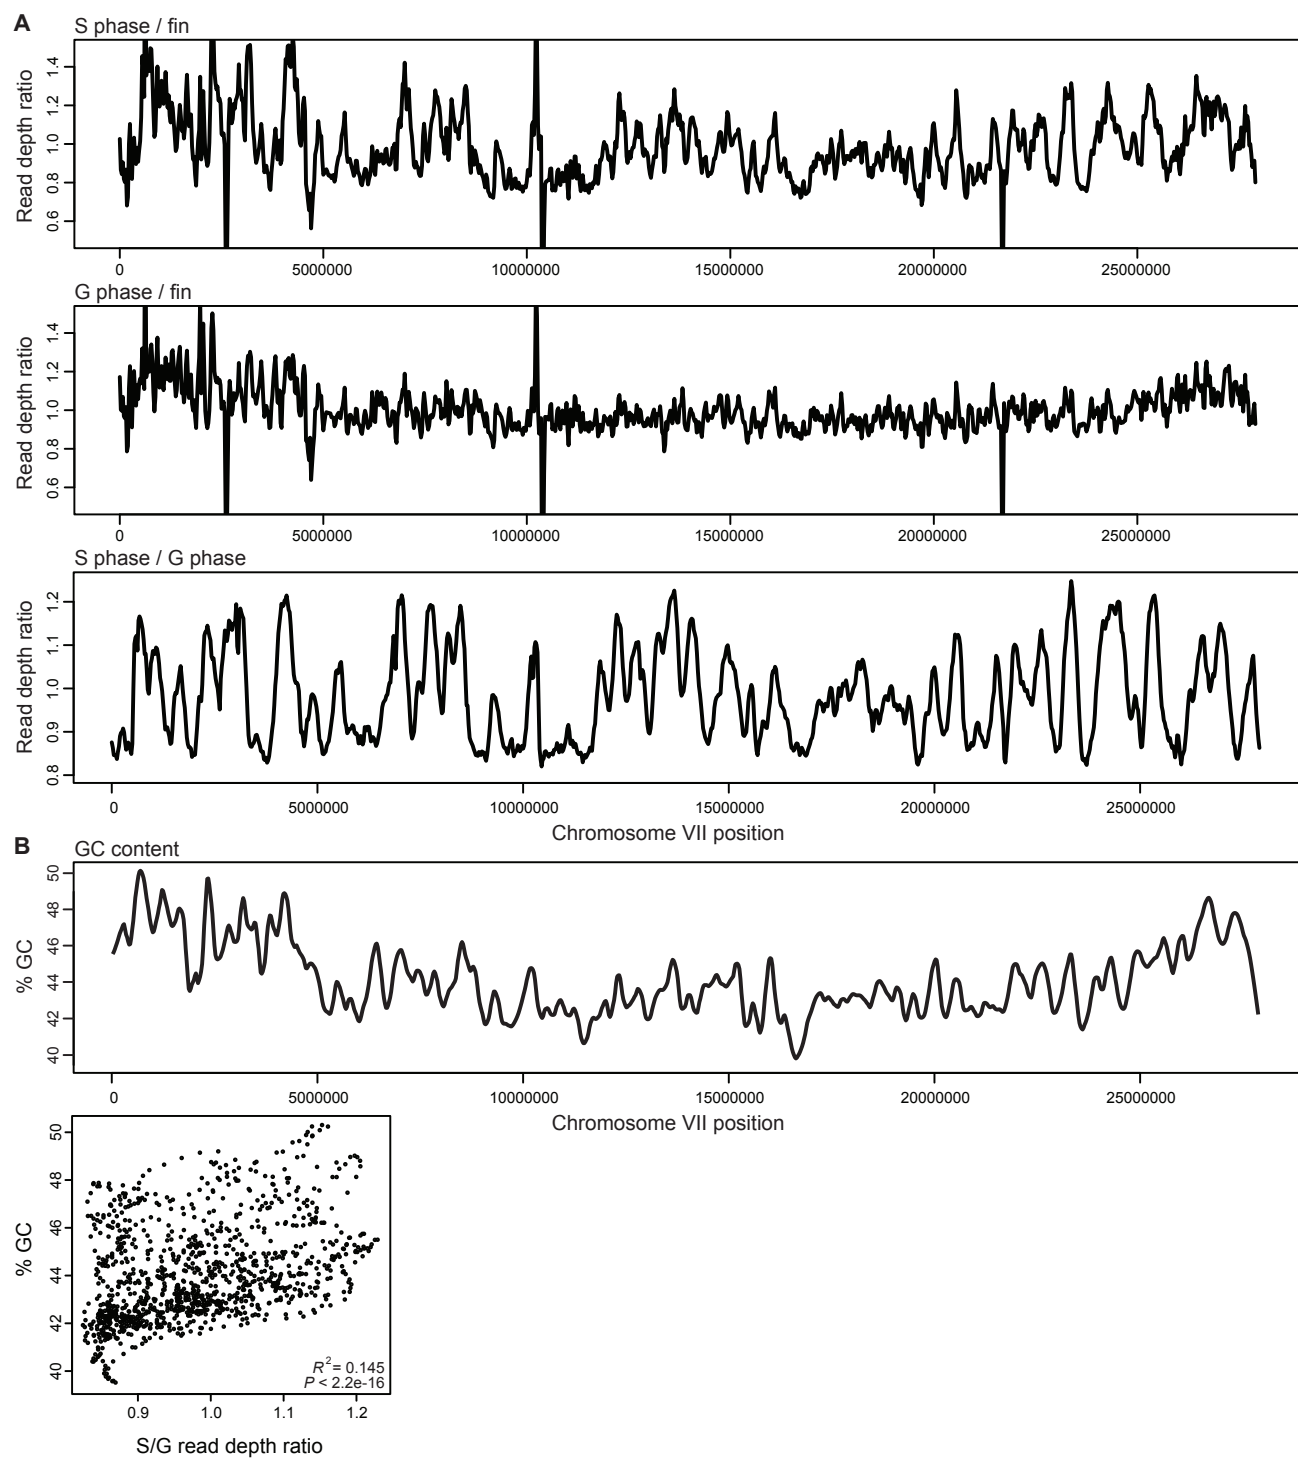 A
S phase / fin
Read depth ratio
1.4
1.2
1.0
0.8
0.6
0 5000000 10000000 15000000 20000000 25000000
G phase / fin
Read depth ratio
1.4
1.2
1.0
0.8
0.6
0 5000000 10000000 15000000 20000000 25000000
S phase / G phase
Read depth ratio
1.2
1.1
1.0
0.9
0.8
0 5000000 10000000 15000000 20000000 25000000
Chromosome VII position
B
GC content
% GC
50
48
46
44
42
40
0 5000000 10000000 15000000 20000000 25000000
Chromosome VII position
% GC
50
48
46
44
42
40
R² = 0.145
P < 2.2e-16
0.9 1.0 1.1 1.2
S/G read depth ratio